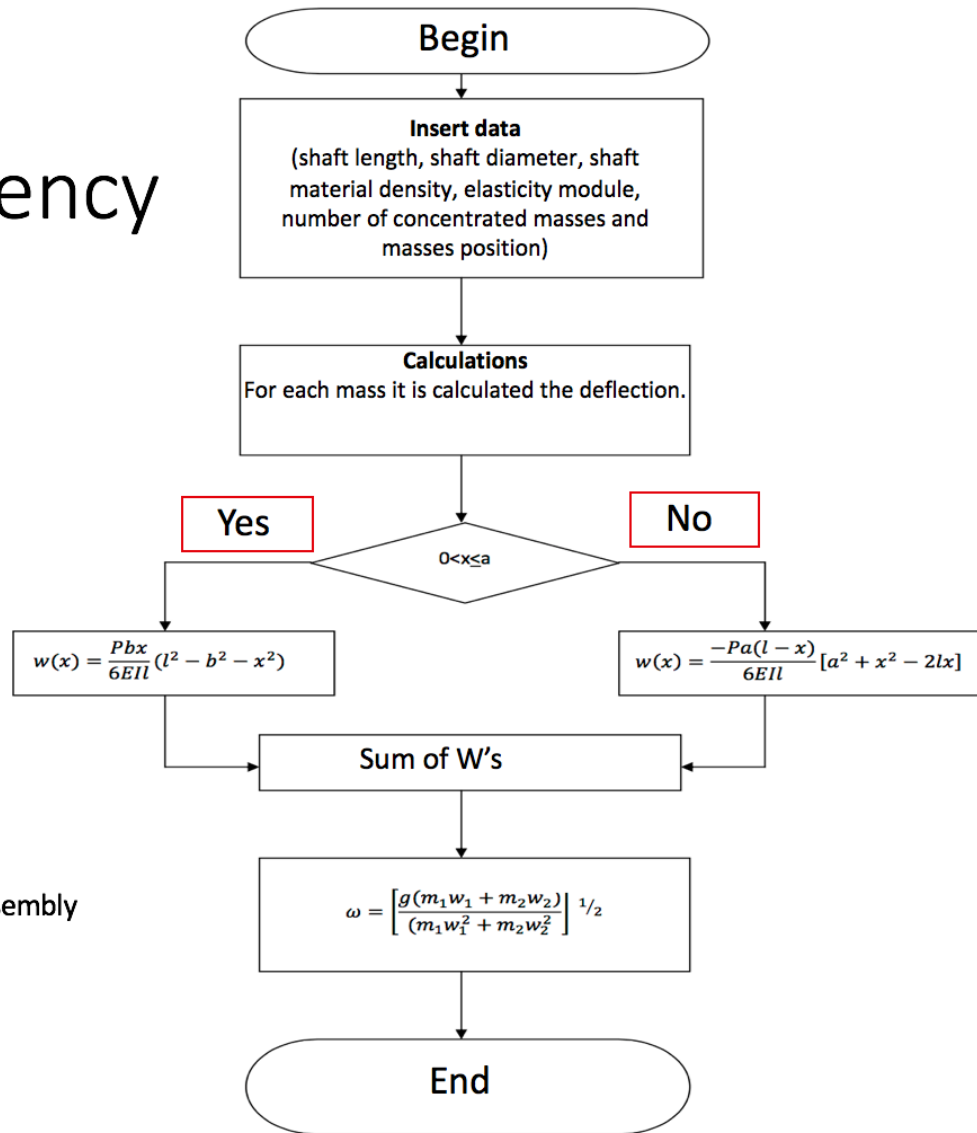 Begin
ency
Insert data
(shaft length, shaft diameter, shaft
material density, elasticity module,
number of concentrated masses and
masses position)
Calculations
For each mass it is calculated the deflection.
Yes
No
0<x≤a
w(x) = Pbx / 6EIl (l² − b² − x²)
w(x) = −Pa(l − x) / 6EIl [a² + x² − 2lx]
Sum of W's
sembly
ω = [g(m₁w₁ + m₂w₂) / (m₁w₁² + m₂w₂²] 1/2
End